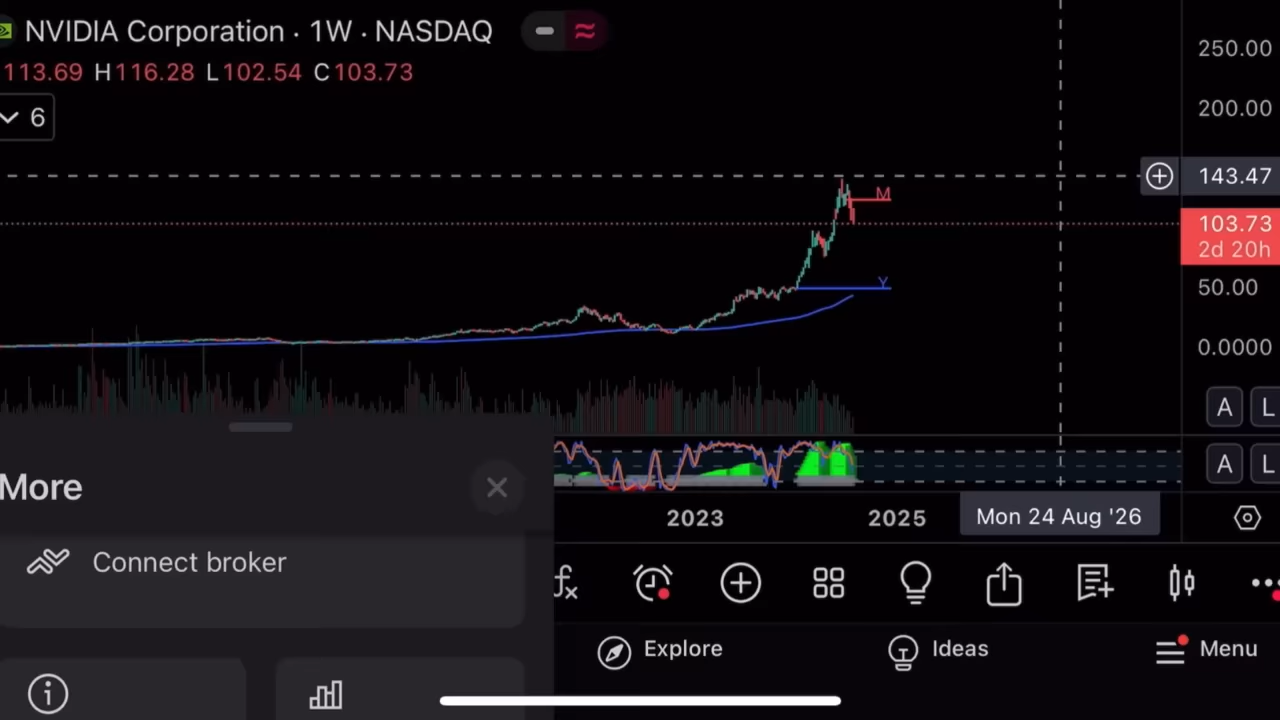 NVIDIA Corporation · 1W · NASDAQ
113.69 H116.28 L102.54 C103.73
6
250.00
200.00
143.47
M
103.73
2d 20h
Y
50.00
0.0000
A L
A L
More
2023 2025 Mon 24 Aug '26
Connect broker
Explore Ideas Menu